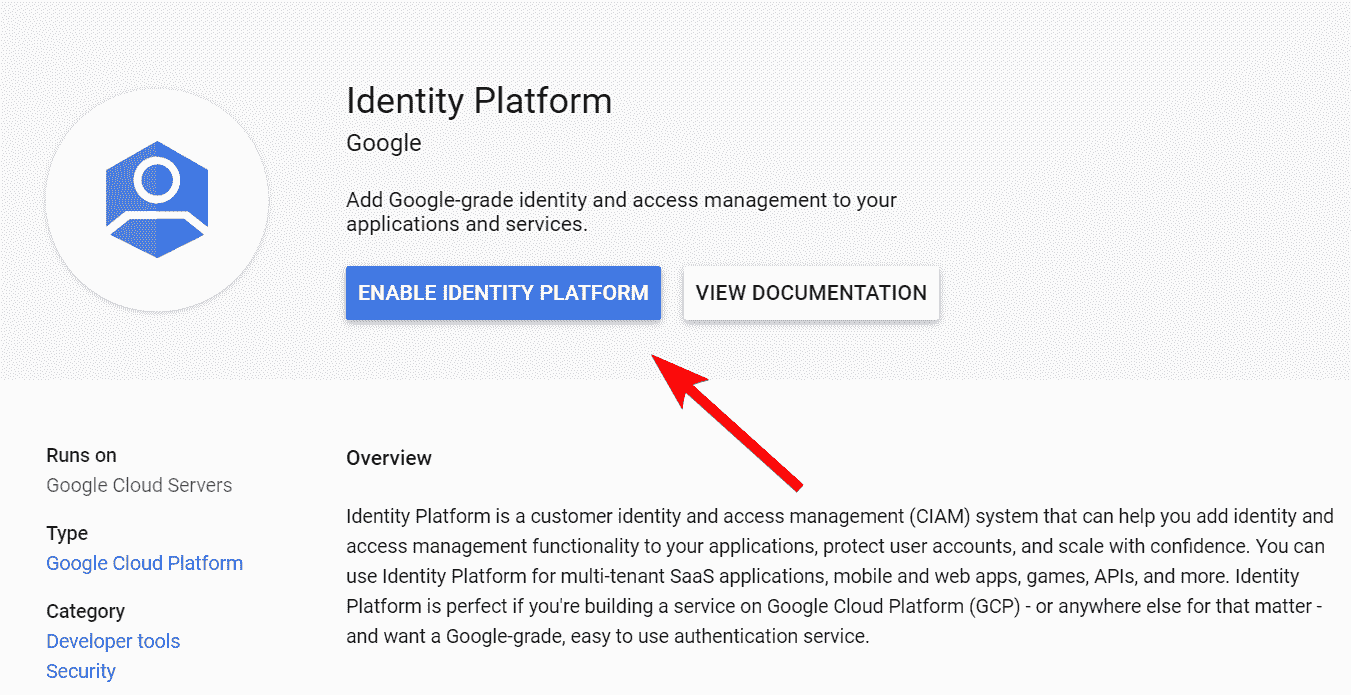 Identity Platform
Google
Add Google-grade identity and access management to your
applications and services.
ENABLE IDENTITY PLATFORM
VIEW DOCUMENTATION
Runs on
Google Cloud Servers
Type
Google Cloud Platform
Category
Developer tools
Security
Overview
Identity Platform is a customer identity and access management (CIAM) system that can help you add identity and
access management functionality to your applications, protect user accounts, and scale with confidence. You can
use Identity Platform for multi-tenant SaaS applications, mobile and web apps, games, APIs, and more. Identity
Platform is perfect if you're building a service on Google Cloud Platform (GCP) - or anywhere else for that matter -
and want a Google-grade, easy to use authentication service.